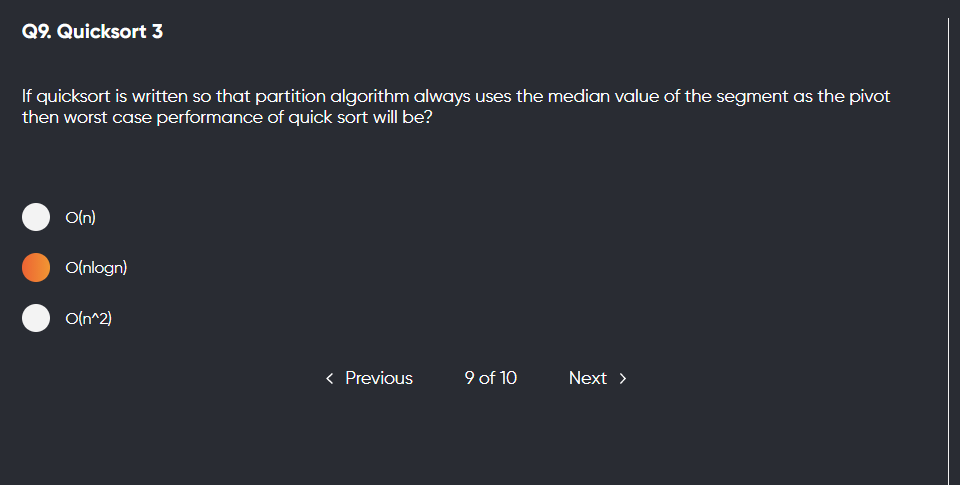 Q9. Quicksort 3
If quicksort is written so that partition algorithm always uses the median value of the segment as the pivot
then worst case performance of quick sort will be?
O(n)
O(nlogn)
O(n^2)
< Previous 9 of 10 Next >